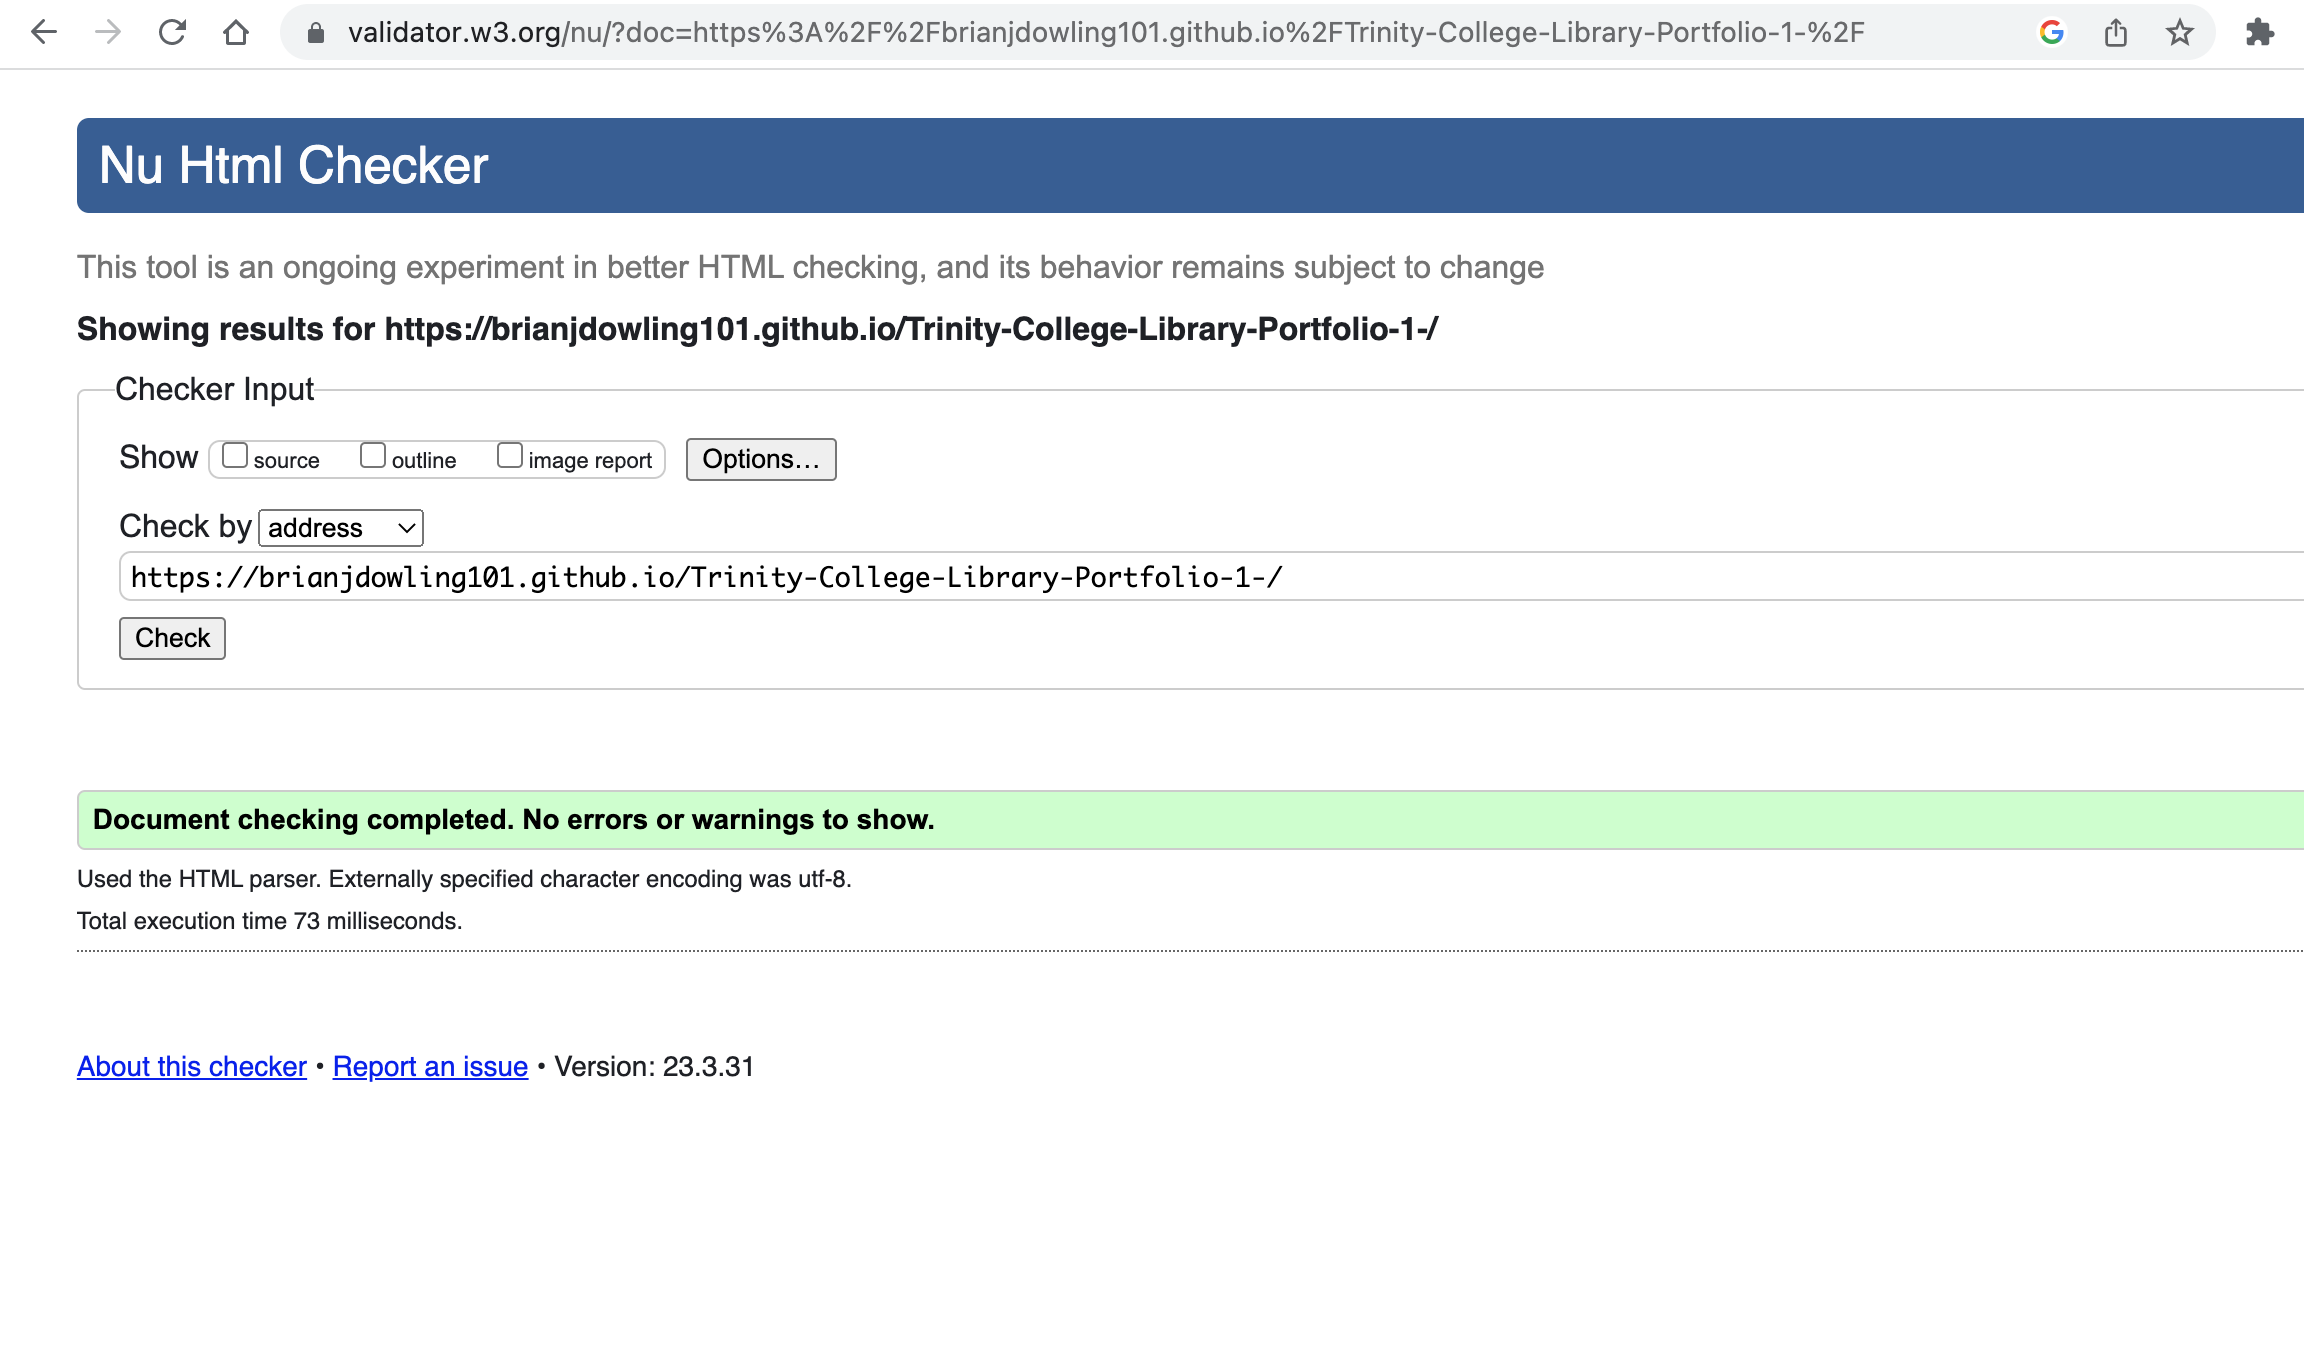 validator.w3.org/nu/?doc=https%3A%2F%2Fbrianjdowling101.github.io%2FTrinity-College-Library-Portfolio-1-%2F
Nu Html Checker
This tool is an ongoing experiment in better HTML checking, and its behavior remains subject to change
Showing results for https://brianjdowling101.github.io/Trinity-College-Library-Portfolio-1-/
Checker Input
Show source outline image report Options...
Check by address
https://brianjdowling101.github.io/Trinity-College-Library-Portfolio-1-/
Check
Document checking completed. No errors or warnings to show.
Used the HTML parser. Externally specified character encoding was utf-8.
Total execution time 73 milliseconds.
About this checker • Report an issue • Version: 23.3.31